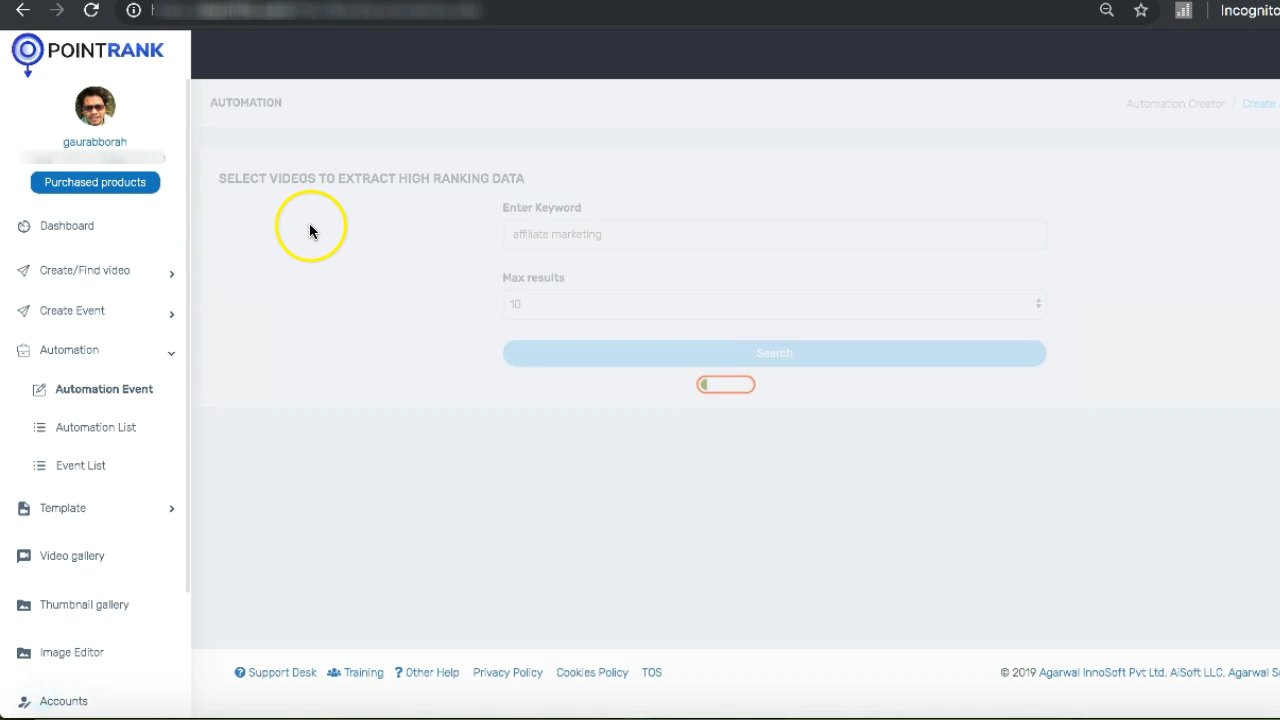 Incognito
POINTRANK
gaurabborah
Purchased products
Dashboard
Create/Find video
Create Event
Automation
Automation Event
Automation List
Event List
Template
Video gallery
Thumbnail gallery
Image Editor
Accounts
AUTOMATION
Automation Creator / Create
SELECT VIDEOS TO EXTRACT HIGH RANKING DATA
Enter Keyword
affiliate marketing
Max results
10
Search
Support Desk Training Other Help Privacy Policy Cookies Policy TOS
© 2019 Agarwal InnoSoft Pvt Ltd, AiSoft LLC, Agarwal